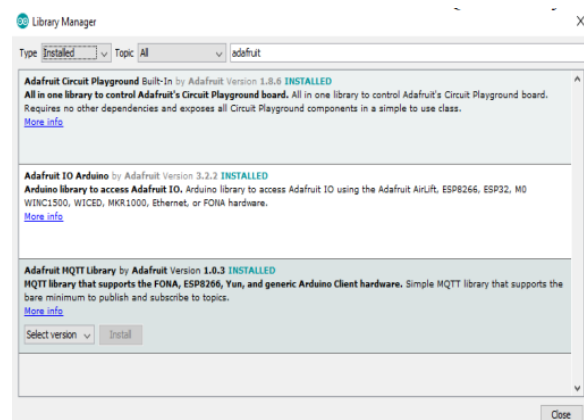 Library Manager
X
Type Installed Topic All adafruit
Adafruit Circuit Playground Built-In by Adafruit Version 1.8.6 INSTALLED
All in one library to control Adafruit's Circuit Playground board. All in one library to control Adafruit's Circuit Playground board.
Requires no other dependencies and exposes all Circuit Playground components in a simple to use class.
More info
Adafruit IO Arduino by Adafruit Version 3.2.2 INSTALLED
Arduino library to access Adafruit IO. Arduino library to access Adafruit IO using the Adafruit AirLift, ESP8266, ESP32, M0
WINC1500, WICED, MKR1000, Ethernet, or FONA hardware.
More info
Adafruit MQTT Library by Adafruit Version 1.0.3 INSTALLED
MQTT library that supports the FONA, ESP8266, Yun, and generic Arduino Client hardware. Simple MQTT library that supports the
bare minimum to publish and subscribe to topics.
More info
Select version Install
Close